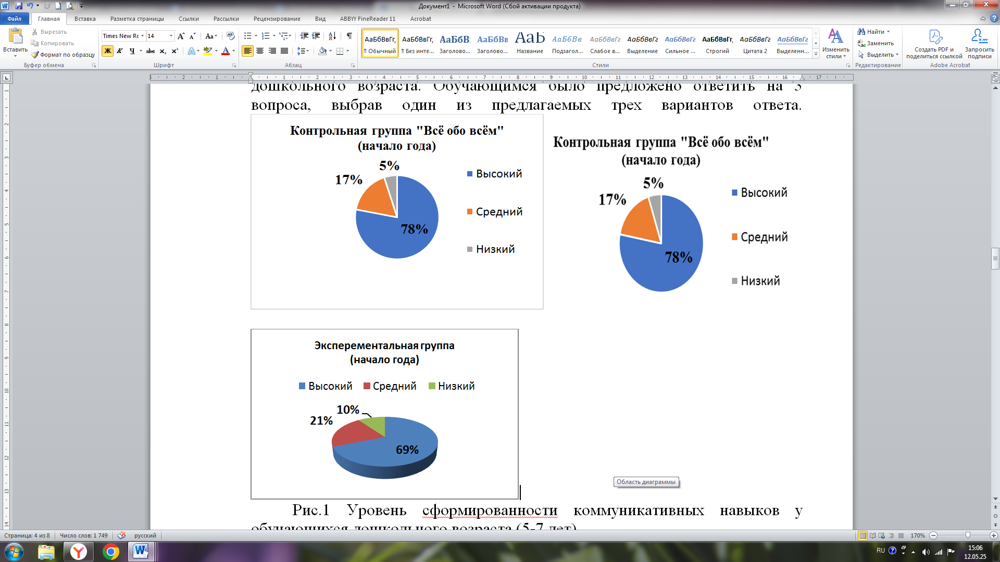 Документ1 - Microsoft Word (Сбой активации продукта)
Файл Главная Вставка Разметка страницы Ссылки Рассылки Рецензирование Вид ABBYY FineReader 11 Acrobat
Вставить
Вырезать
Копировать
Формат по образцу
Буфер обмена
Times New Rc 14
Шрифт
Абзац
АаБбВвГг, АаБбВвГг, АаБбВ АаБбВв АаБ АаБбВв АаБбВвГг АаБбВвГг АаБбВвГг АаБбВвГг, АаБбВвГг АаБбВвГг
¶ Обычный ¶ Без инте... Заголово... Заголово... Название Подзагол... Слабое в... Выделение Сильное ... Строгий Цитата 2 Выделенн...
Стили
Изменить стили
Найти
Заменить
Выделить
Редактирование
Создать PDF и поделиться ссылкой
Запросить подписи
Adobe Acrobat
дошкольного возраста. Обучающимся было предложено ответить на 3
вопроса, выбрав один из предлагаемых трех вариантов ответа.
Контрольная группа "Всё обо всём"
(начало года)
5%
17%
78%
Высокий
Средний
Низкий
Контрольная группа "Всё обо всём"
(начало года)
5%
17%
78%
Высокий
Средний
Низкий
Эксперементальная группа
(начало года)
Высокий Средний Низкий
10%
21%
69%
Область диаграммы
Рис.1 Уровень сформированности коммуникативных навыков у
обучающихся дошкольного возраста (5-7 лет)
Страница: 4 из 8 Число слов: 1 749 русский 170%
RU 15:06
12.05.25